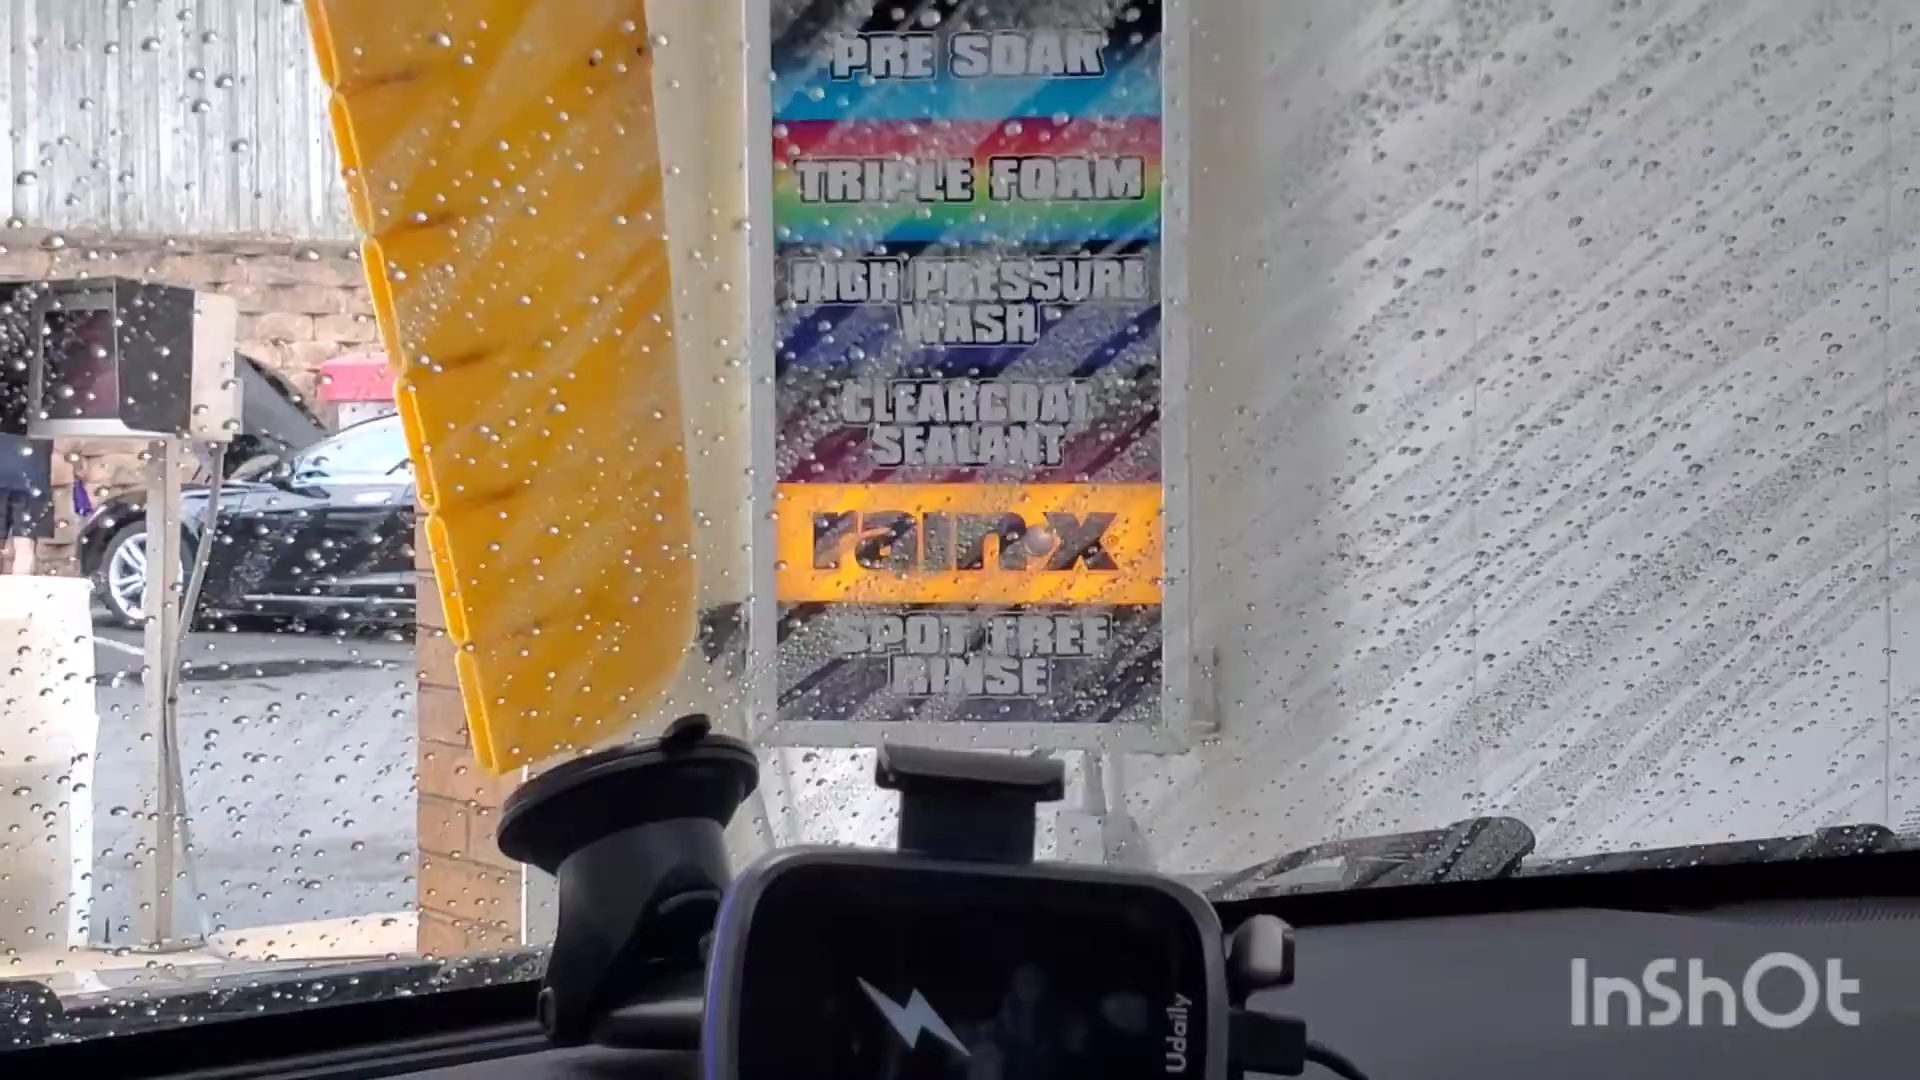 PRE SOAK
TRIPLE FOAM
HIGH PRESSURE
WASH
CLEARCOAT
SEALANT
rain-x
SPOT FREE
RINSE
Udaily
InShOt